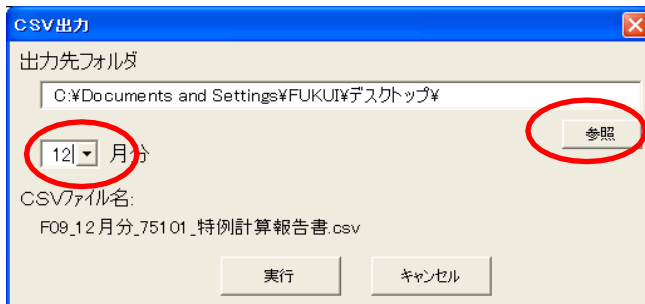 CSV出力
出力先フォルダ
C:¥Documents and Settings¥FUKUI¥デスクトップ¥
参照
12 月分
CSVファイル名:
F09_12月分_75101_特例計算報告書.csv
実行 キャンセル